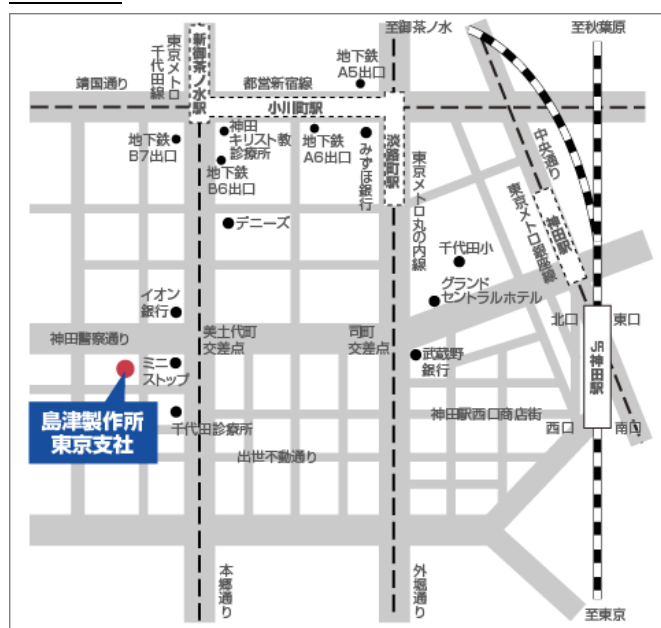 至御茶ノ水
至秋葉原
新御茶ノ水駅
東京メトロ
千代田線
地下鉄
A5出口
靖国通り
都営新宿線
小川町駅
中央通り
地下鉄
B7出口
神田
キリスト教
診療所
地下鉄
A6出口
みずほ銀行
淡路町駅
地下鉄
B6出口
東京メトロ丸の内線
神田駅
東京メトロ銀座線
デニーズ
千代田小
グランド
セントラルホテル
イオン
銀行
北口
東口
神田警察通り
美土代町
交差点
司町
交差点
JR神田駅
ミニ
ストップ
武蔵野
銀行
島津製作所
東京支社
千代田診療所
神田駅西口商店街
西口
南口
出世不動通り
本郷通り
外堀通り
至東京